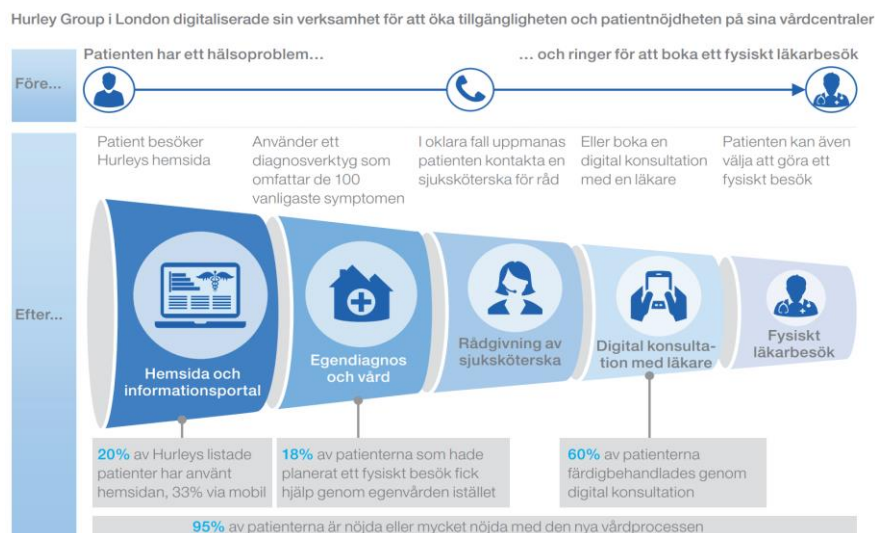 Hurley Group i London digitaliserade sin verksamhet för att öka tillgängligheten och patientnöjdheten på sina vårdcentraler
Patienten har ett hälsoproblem…
… och ringer för att boka ett fysiskt läkarbesök
Före...
Patient besöker
Hurleys hemsida
Använder ett
diagnosverktyg som
omfattar de 100
vanligaste symptomen
I oklara fall uppmanas
patienten kontakta en
sjuksköterska för råd
Eller boka en
digital konsultation
med en läkare
Patienten kan även
välja att göra ett
fysiskt besök
Efter...
Hemsida och
informationsportal
Egendiagnos
och vård
Rådgivning av
sjuksköterska
Digital konsulta-
tion med läkare
Fysiskt
läkarbesök
20% av Hurleys listade
patienter har använt
hemsidan, 33% via mobil
18% av patienterna som hade
planerat ett fysiskt besök fick
hjälp genom egenvården istället
60% av patienterna
färdigbehandlades genom
digital konsultation
95% av patienterna är nöjda eller mycket nöjda med den nya vårdprocessen